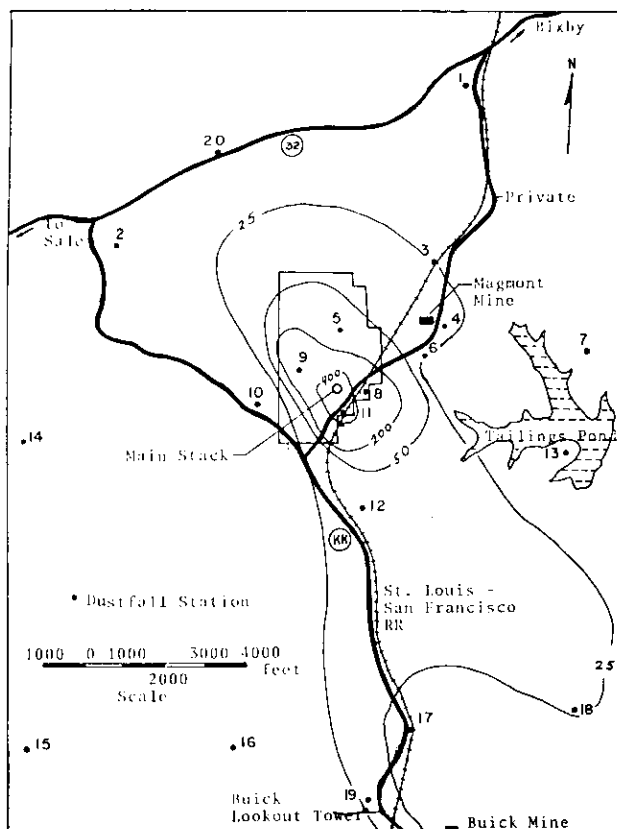 Bixby
1
N
20
32
Private
25
to
Salem
2
3
Magmont
Mine
5
4
7
9
6
400
10
8
11
14
200
Tailings Pond
Main Stack
50
13
12
KK
St. Louis -
San Francisco
RR
Dustfall Station
1000 0 1000 3000 4000
feet
2000
Scale
25
18
17
15
16
19
Buick
Lookout Tower
Buick Mine